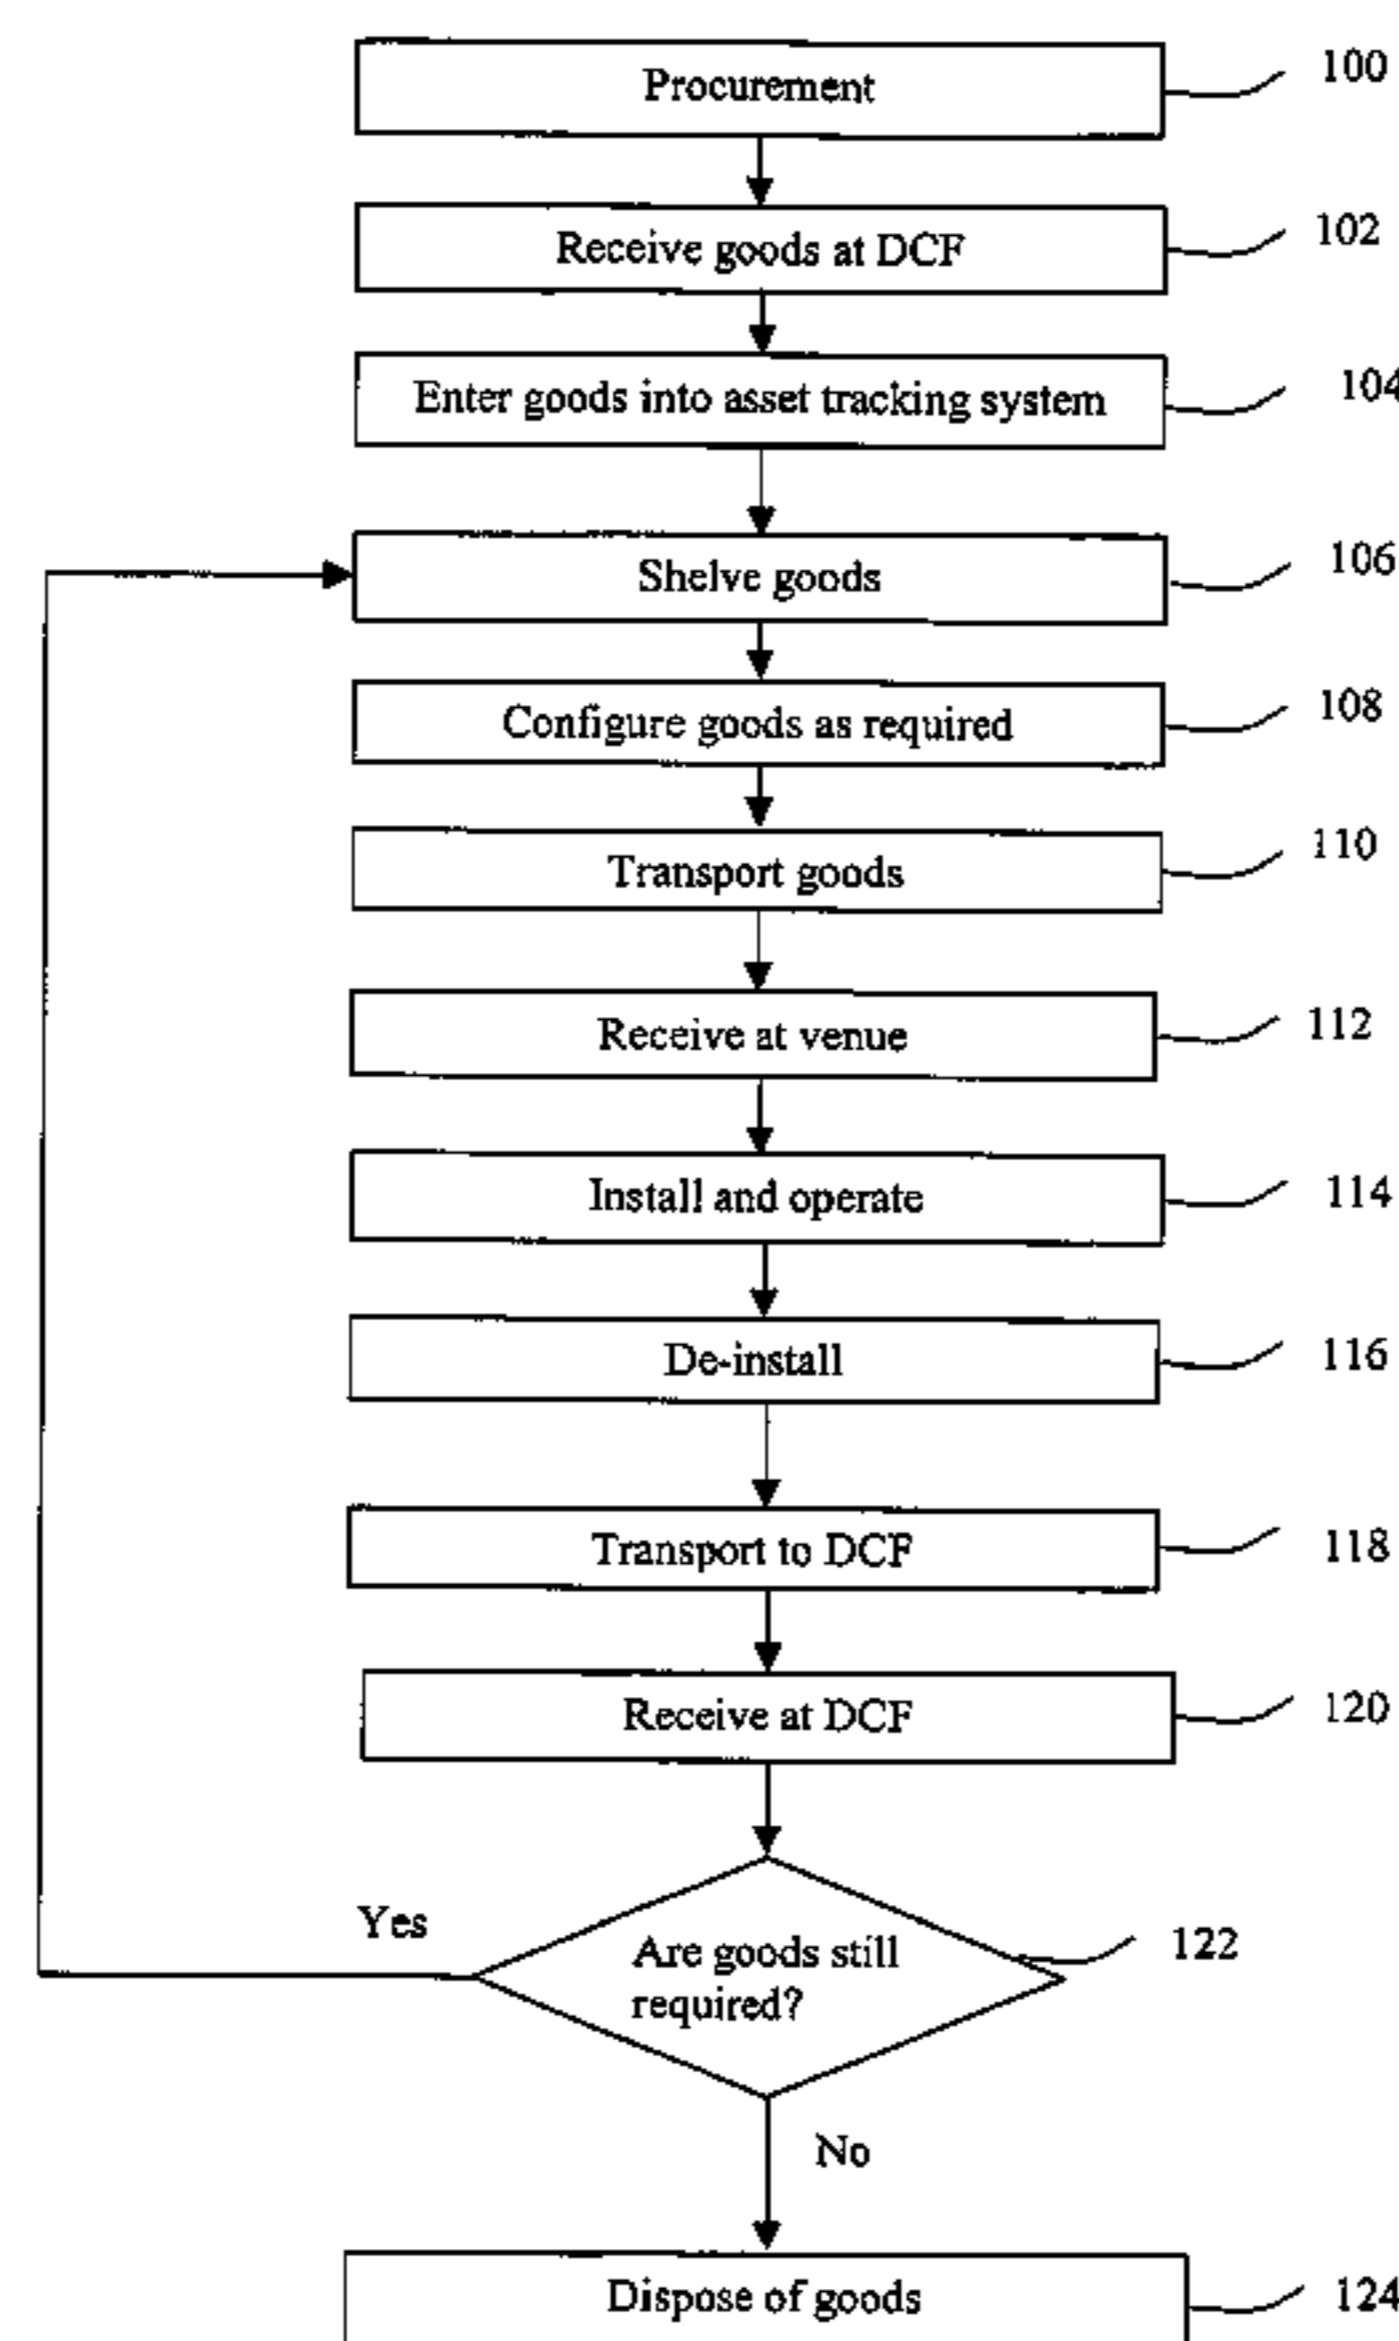 Procurement 100
Receive goods at DCF 102
Enter goods into asset tracking system 104
Shelve goods 106
Configure goods as required 108
Transport goods 110
Receive at venue 112
Install and operate 114
De-install 116
Transport to DCF 118
Receive at DCF 120
Yes
Are goods still 122
required?
No
Dispose of goods 124